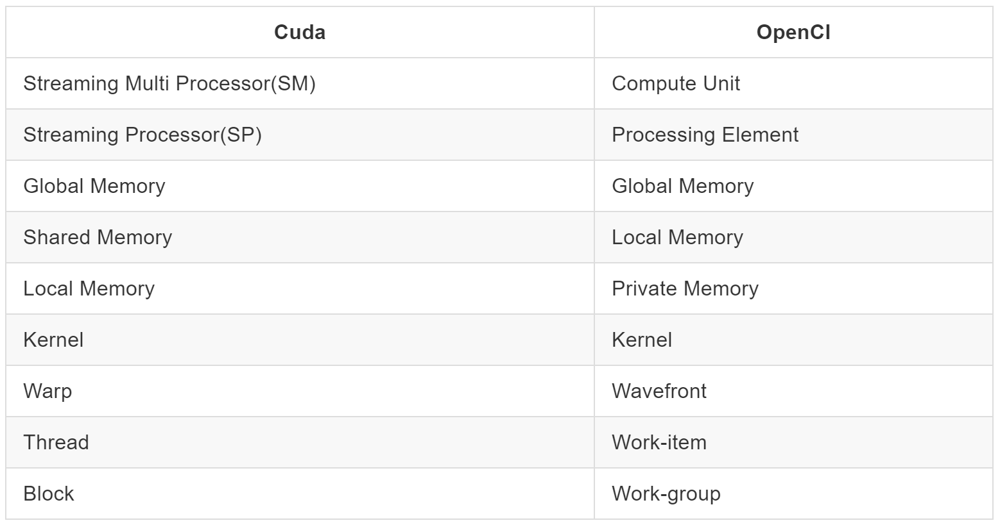 Cuda OpenCl
Streaming Multi Processor(SM) Compute Unit
Streaming Processor(SP) Processing Element
Global Memory Global Memory
Shared Memory Local Memory
Local Memory Private Memory
Kernel Kernel
Warp Wavefront
Thread Work-item
Block Work-group